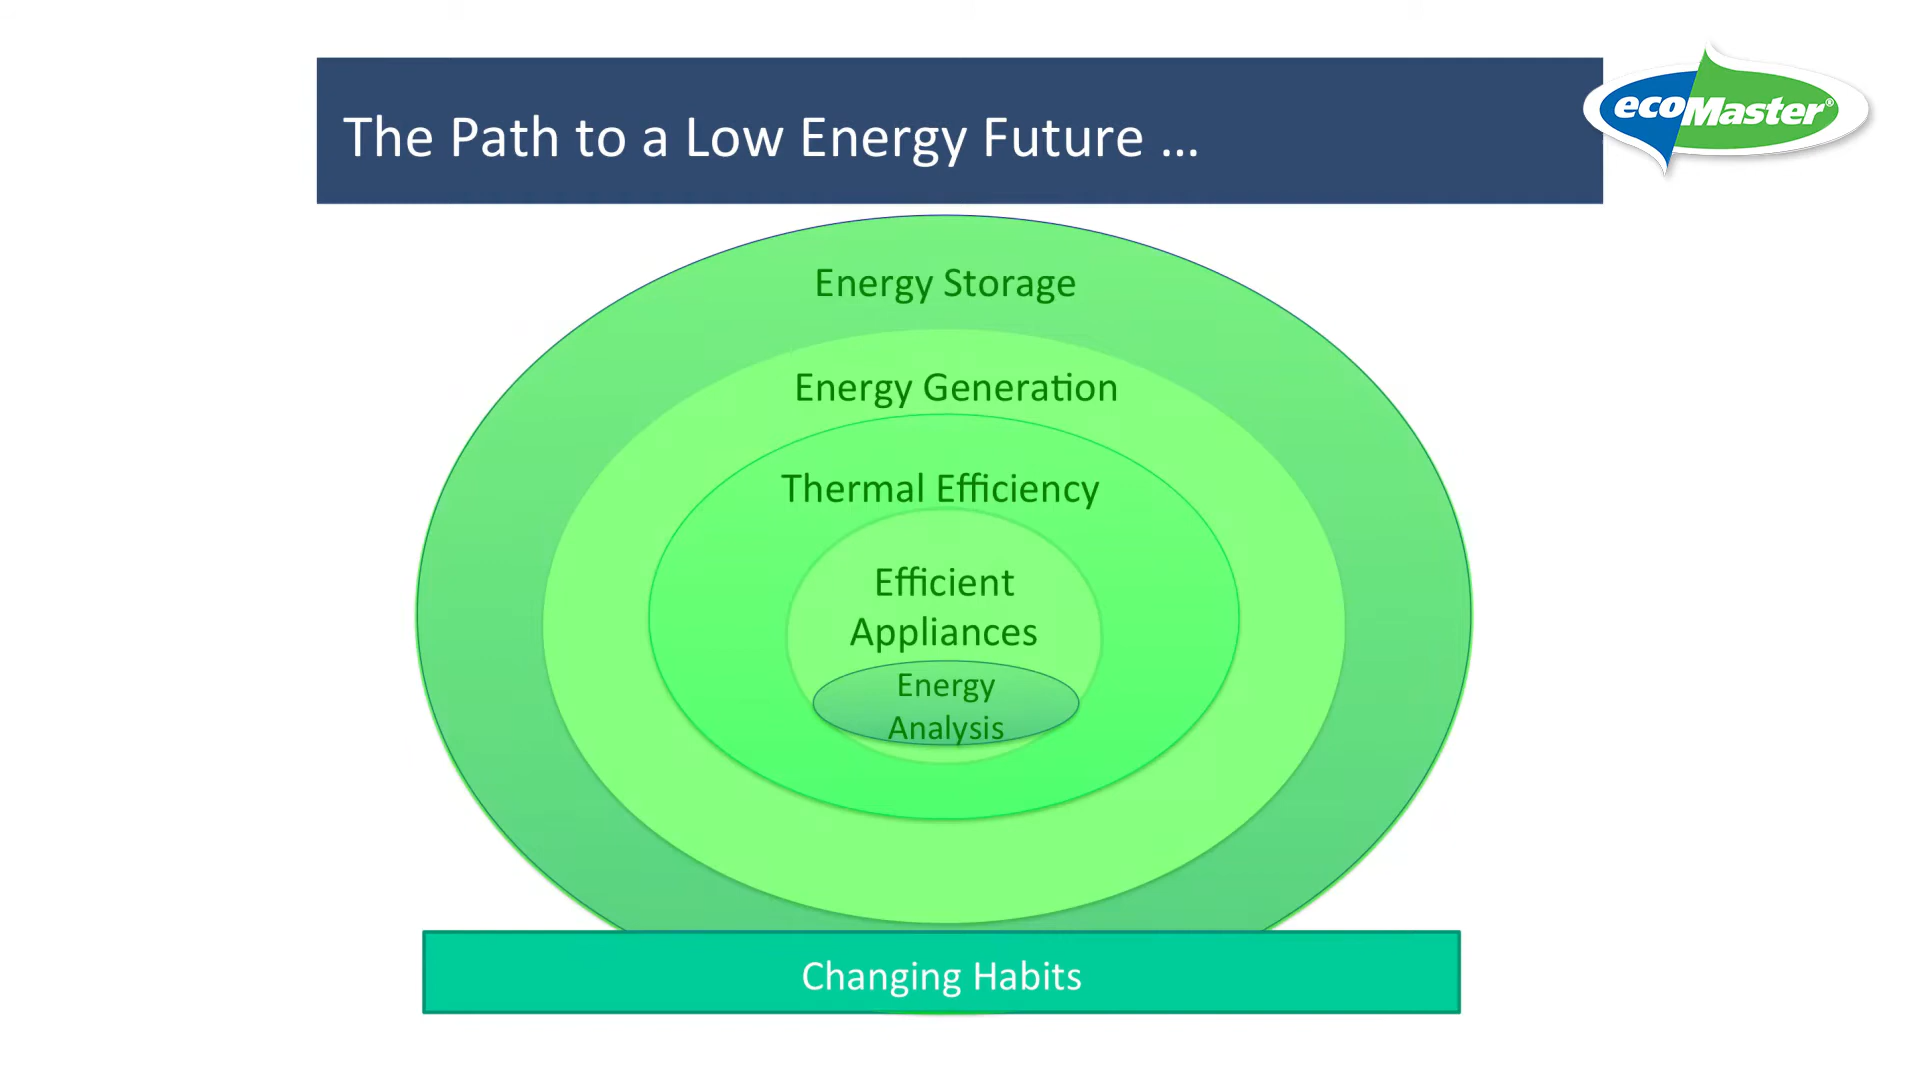 The Path to a Low Energy Future ...
ecoMaster®
Energy Storage
Energy Generation
Thermal Efficiency
Efficient
Appliances
Energy
Analysis
Changing Habits